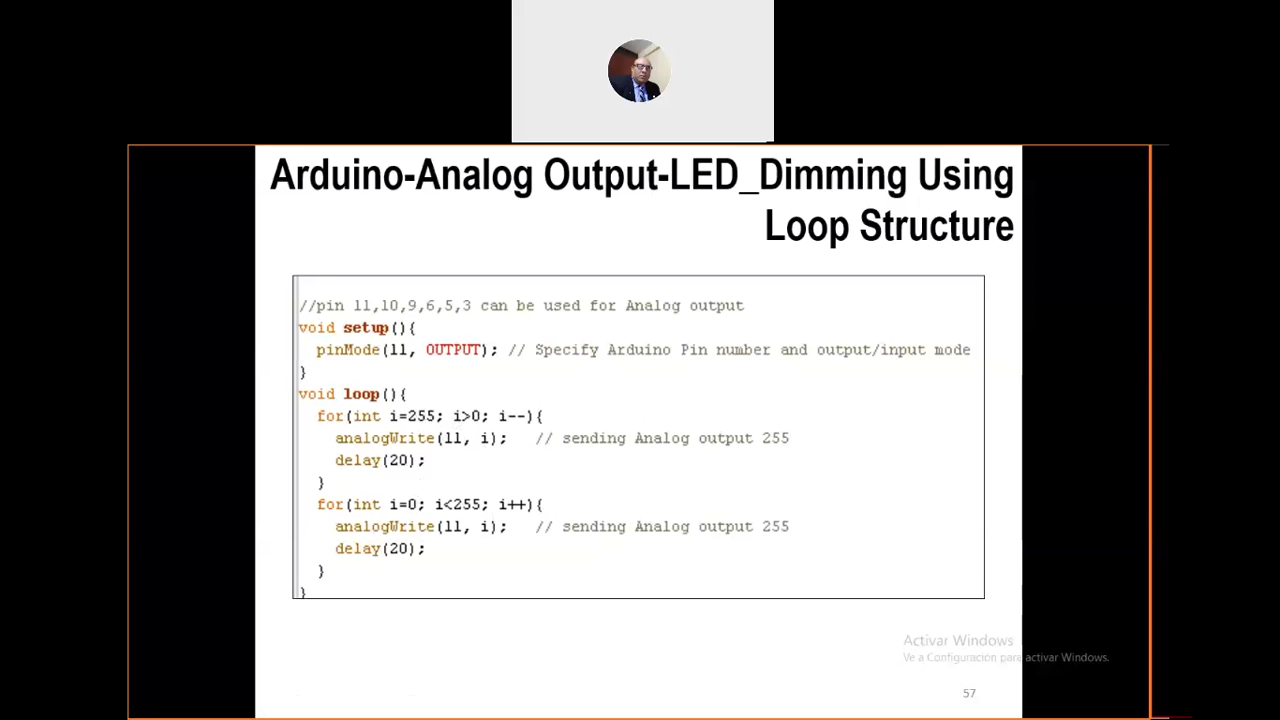 Arduino-Analog Output-LED_Dimming Using
Loop Structure
//pin 11,10,9,6,5,3 can be used for Analog output
void setup(){
pinMode(11, OUTPUT); // Specify Arduino Pin number and output/input mode
}
void loop(){
for(int i=255; i>0; i--){
analogWrite(11, i); // sending Analog output 255
delay(20);
}
for(int i=0; i<255; i++){
analogWrite(11, i); // sending Analog output 255
delay(20);
}
}
Activar Windows
Ve a Configuración para activar Windows.
57